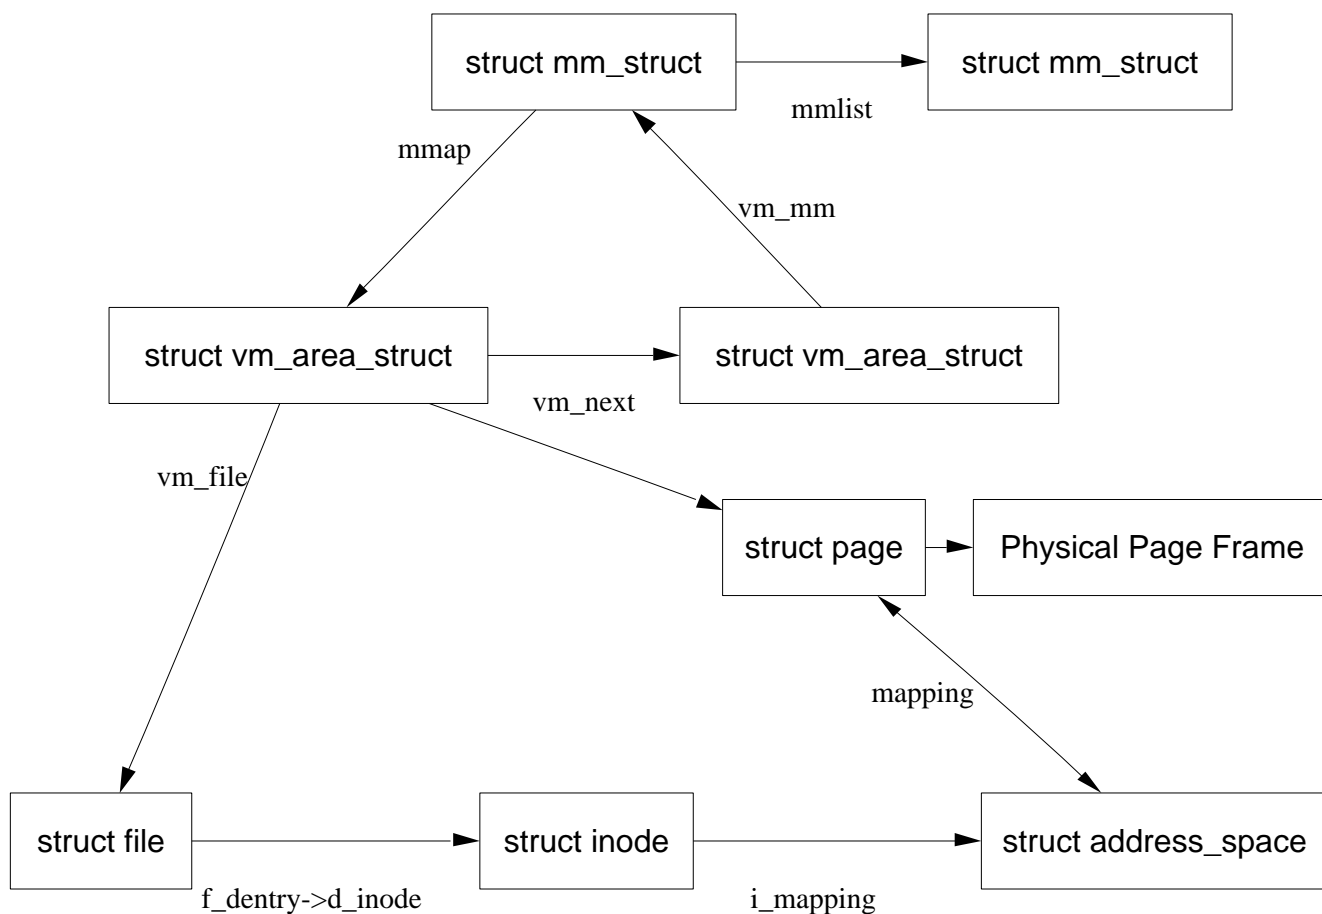 struct mm_struct
struct mm_struct
mmlist
mmap
vm_mm
struct vm_area_struct
struct vm_area_struct
vm_next
vm_file
struct page
Physical Page Frame
mapping
struct file
struct inode
struct address_space
f_dentry->d_inode
i_mapping